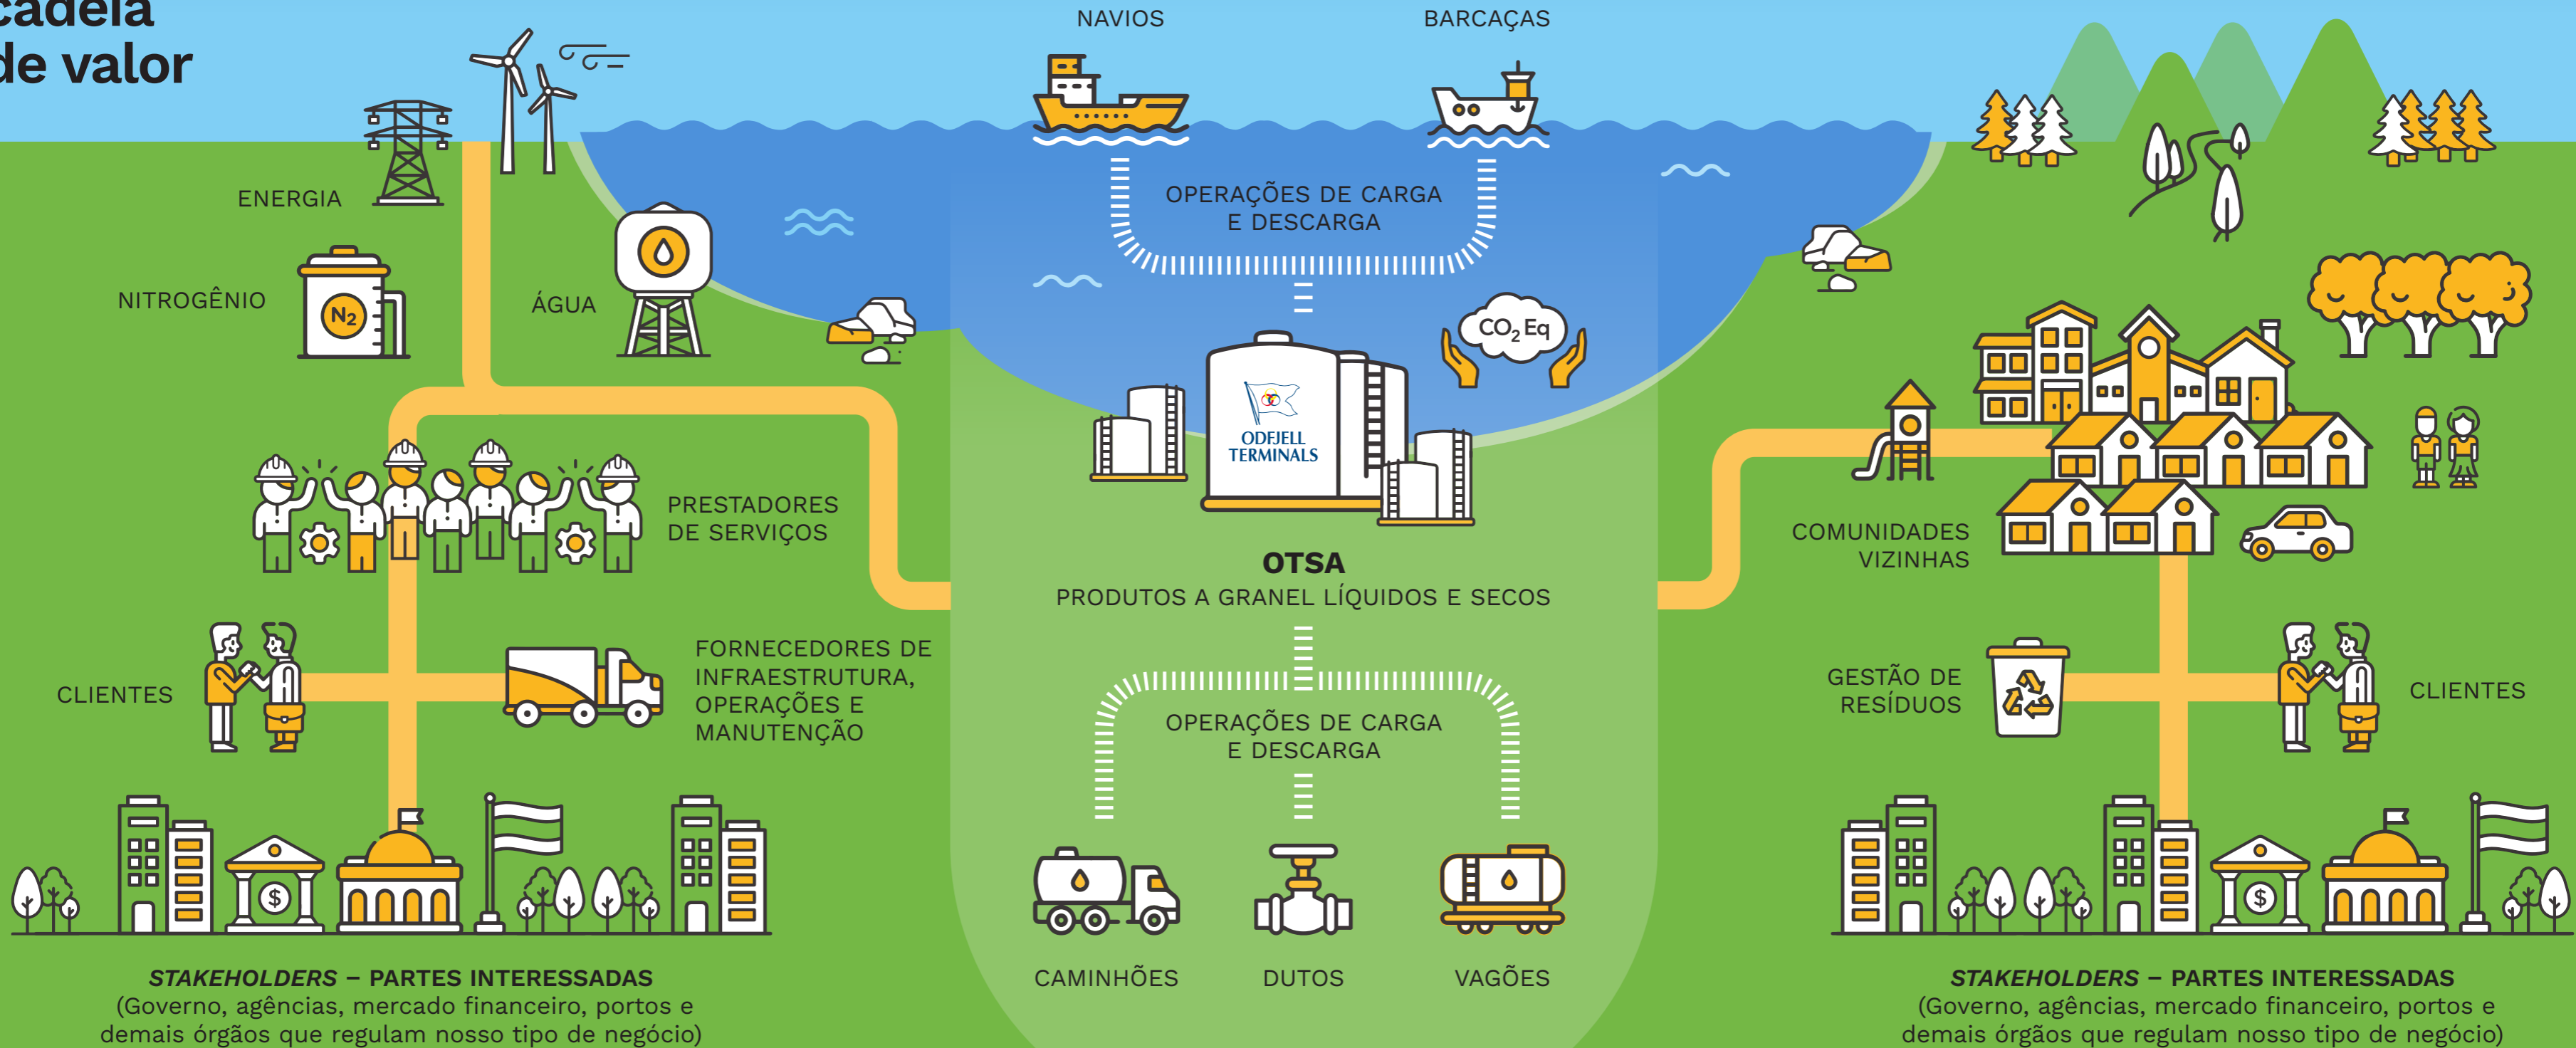 cadeia
de valor
NAVIOS
BARCAÇAS
OPERAÇÕES DE CARGA
E DESCARGA
ENERGIA
NITROGÊNIO
N2
ÁGUA
CO2 Eq
ODFJELL
TERMINALS
PRESTADORES
DE SERVIÇOS
OTSA
PRODUTOS A GRANEL LÍQUIDOS E SECOS
COMUNIDADES
VIZINHAS
CLIENTES
FORNECEDORES DE
INFRAESTRUTURA,
OPERAÇÕES E
MANUTENÇÃO
OPERAÇÕES DE CARGA
E DESCARGA
GESTÃO DE
RESÍDUOS
CLIENTES
$
$
CAMINHÕES
DUTOS
VAGÕES
STAKEHOLDERS – PARTES INTERESSADAS
(Governo, agências, mercado financeiro, portos e
demais órgãos que regulam nosso tipo de negócio)
STAKEHOLDERS – PARTES INTERESSADAS
(Governo, agências, mercado financeiro, portos e
demais órgãos que regulam nosso tipo de negócio)